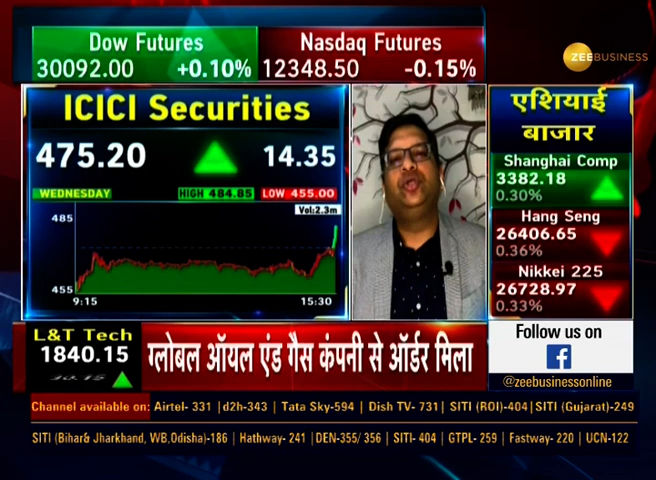 Dow Futures
30092.00 +0.10%
Nasdaq Futures
12348.50 -0.15%
ZEEBUSINESS
ICICI Securities
475.20 14.35
WEDNESDAY HIGH 484.85 LOW 455.00
Vol:2.3m
485
455
9:15 15:30
एशियाई
बाजार
Shanghai Comp
3382.18
0.30%
Hang Seng
26406.65
0.36%
Nikkei 225
26728.97
0.33%
L&T Tech
1840.15
ग्लोबल ऑयल एंड गैस कंपनी से ऑर्डर मिला
Follow us on
@zeebusinessonline
Channel available on: Airtel- 331 |d2h-343 | Tata Sky-594 | Dish TV- 731| SITI (ROI)-404|SITI (Gujarat)-249
SITI (Bihar& Jharkhand, WB,Odisha)-186 | Hathway- 241 |DEN-355/ 356 | SITI- 404 | GTPL- 259 | Fastway- 220 | UCN-122